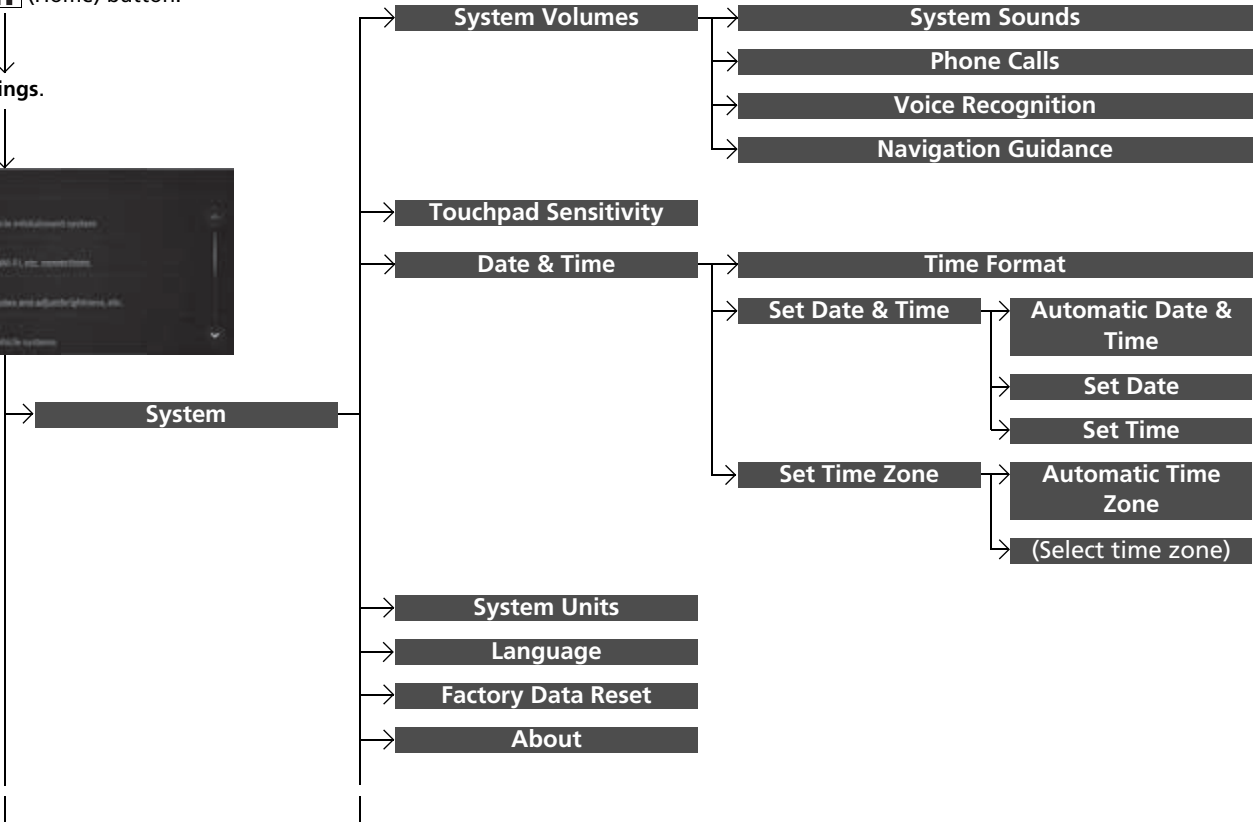 (Home) button.
ings.
System Volumes
System Sounds
Phone Calls
Voice Recognition
Navigation Guidance
Touchpad Sensitivity
Date & Time
Time Format
Set Date & Time
Automatic Date &
Time
Set Date
Set Time
Set Time Zone
Automatic Time
Zone
(Select time zone)
System
System Units
Language
Factory Data Reset
About